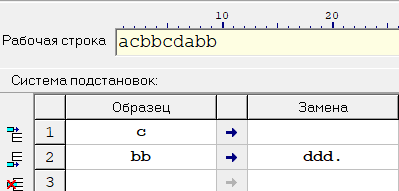 10 20
Рабочая строка acbbcdabb
Система подстановок:
Образец Замена
1 c
2 bb ddd.
3